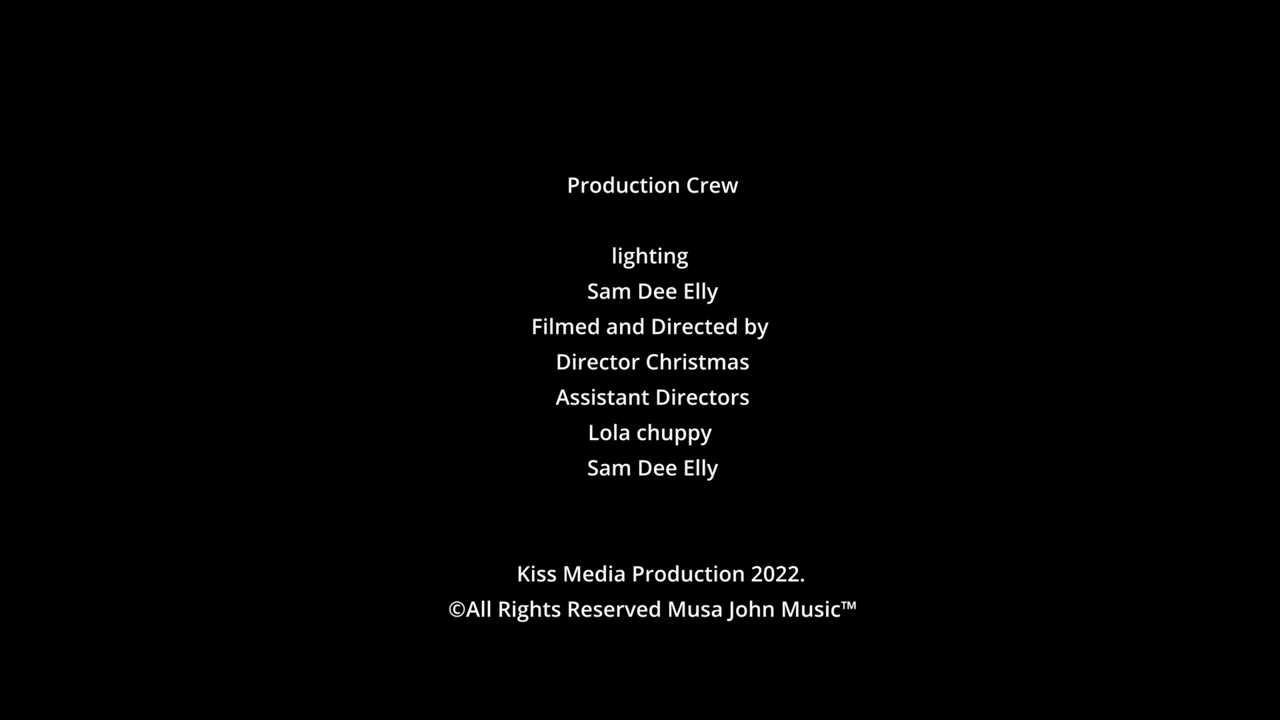 Production Crew
lighting
Sam Dee Elly
Filmed and Directed by
Director Christmas
Assistant Directors
Lola chuppy
Sam Dee Elly
Kiss Media Production 2022.
©All Rights Reserved Musa John Music™